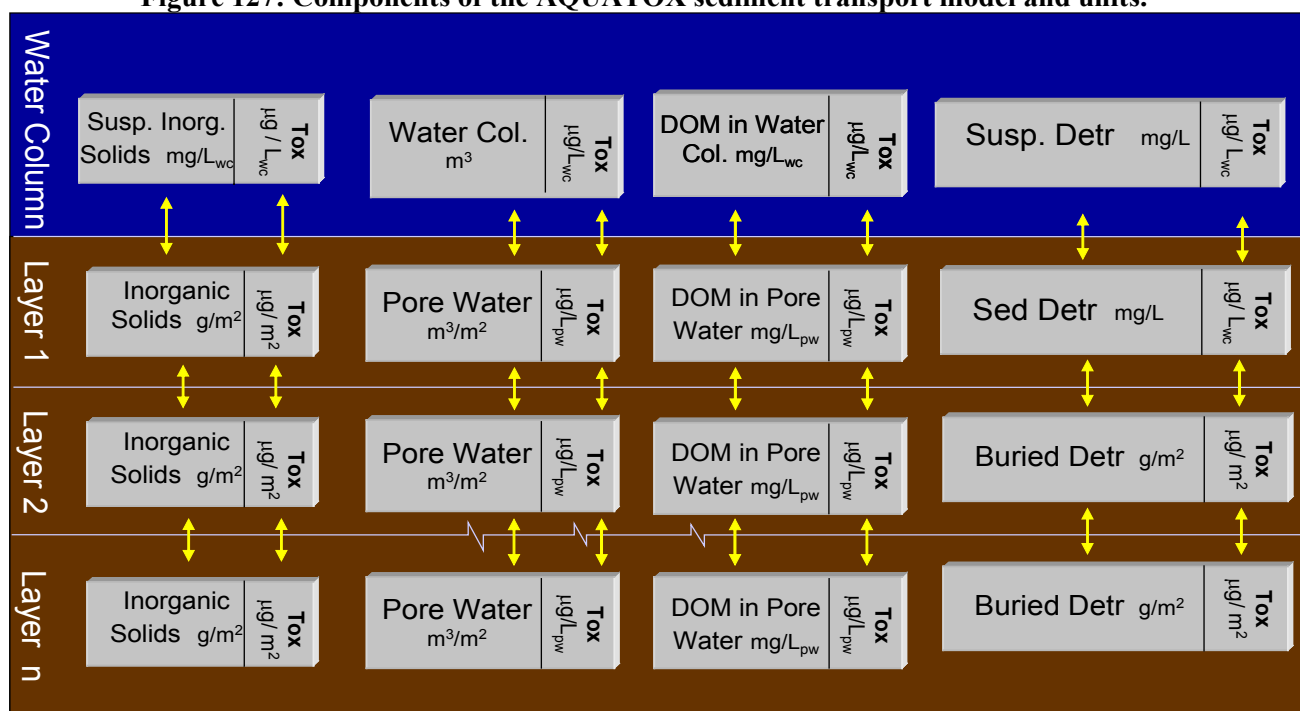 Figure 127: Components of the AQUATOX sediment transport model and units.
Water Column
Susp. Inorg.
Solids mg/Lwc
Tox
µg / Lwc
Water Col.
m³
Tox
µg/Lwc
DOM in Water
Col. mg/Lwc
Tox
µg/Lwc
Susp. Detr mg/L
Tox
µg/ Lwc
Layer 1
Inorganic
Solids g/m²
Tox
µg/ m²
Pore Water
m³/m²
Tox
µg/Lpw
DOM in Pore
Water mg/Lpw
Tox
µg/Lpw
Sed Detr mg/L
Tox
µg/ Lwc
Layer 2
Inorganic
Solids g/m²
Tox
µg/ m²
Pore Water
m³/m²
Tox
µg/Lpw
DOM in Pore
Water mg/Lpw
Tox
µg/Lpw
Buried Detr g/m²
Tox
µg/ m²
Layer n
Inorganic
Solids g/m²
Tox
µg/ m²
Pore Water
m³/m²
Tox
µg/Lpw
DOM in Pore
Water mg/Lpw
Tox
µg/Lpw
Buried Detr g/m²
Tox
µg/ m²